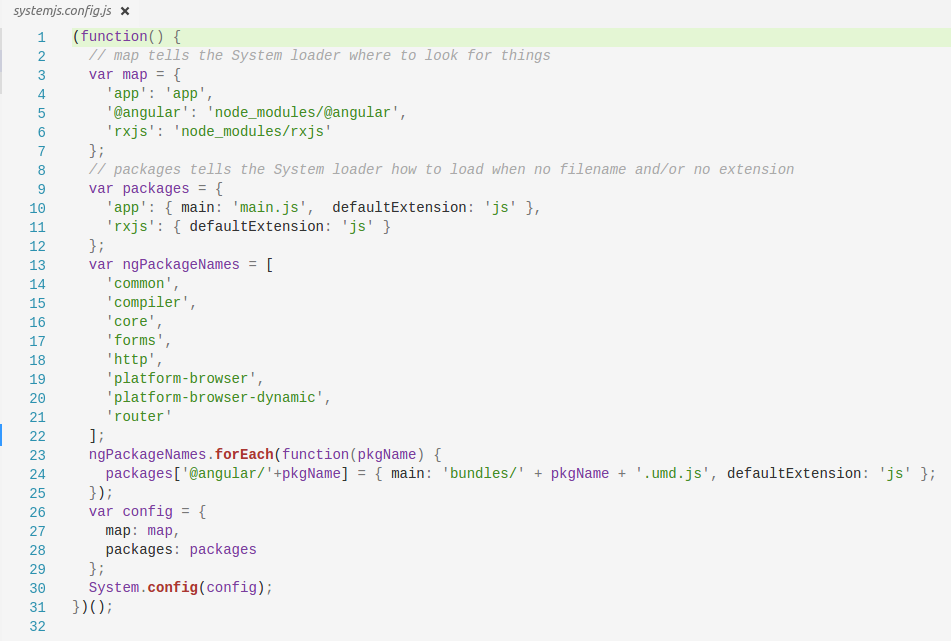 systemjs.config.js ×
1 (function() {
2   // map tells the System loader where to look for things
3   var map = {
4     'app': 'app',
5     '@angular': 'node_modules/@angular',
6     'rxjs': 'node_modules/rxjs'
7   };
8   // packages tells the System loader how to load when no filename and/or no extension
9   var packages = {
10     'app': { main: 'main.js',  defaultExtension: 'js' },
11     'rxjs': { defaultExtension: 'js' }
12   };
13   var ngPackageNames = [
14     'common',
15     'compiler',
16     'core',
17     'forms',
18     'http',
19     'platform-browser',
20     'platform-browser-dynamic',
21     'router'
22   ];
23   ngPackageNames.forEach(function(pkgName) {
24     packages['@angular/'+pkgName] = { main: 'bundles/' + pkgName + '.umd.js', defaultExtension: 'js' };
25   });
26   var config = {
27     map: map,
28     packages: packages
29   };
30   System.config(config);
31 })();
32